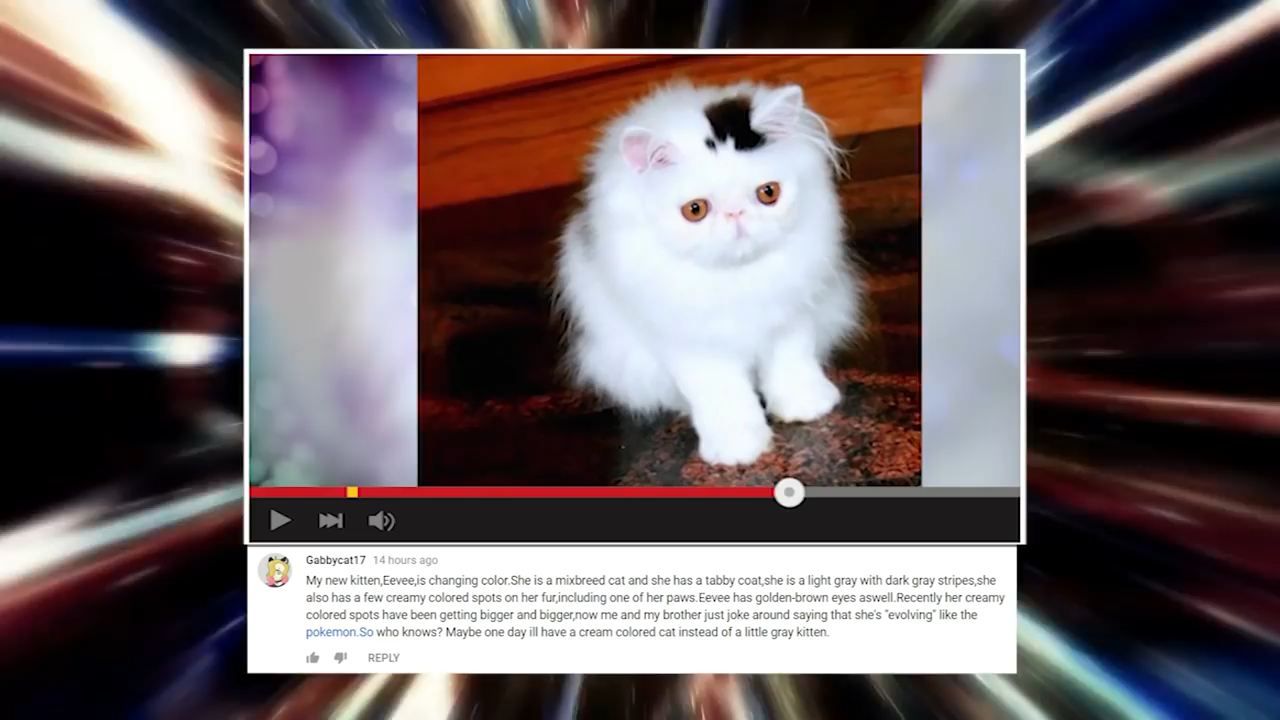 Gabbycat17 14 hours ago
My new kitten,Eevee,is changing color.She is a mixbreed cat and she has a tabby coat,she is a light gray with dark gray stripes,she
also has a few creamy colored spots on her fur,including one of her paws.Eevee has golden-brown eyes aswell.Recently her creamy
colored spots have been getting bigger and bigger,now me and my brother just joke around saying that she's "evolving" like the
pokemon.So who knows? Maybe one day ill have a cream colored cat instead of a little gray kitten.
REPLY